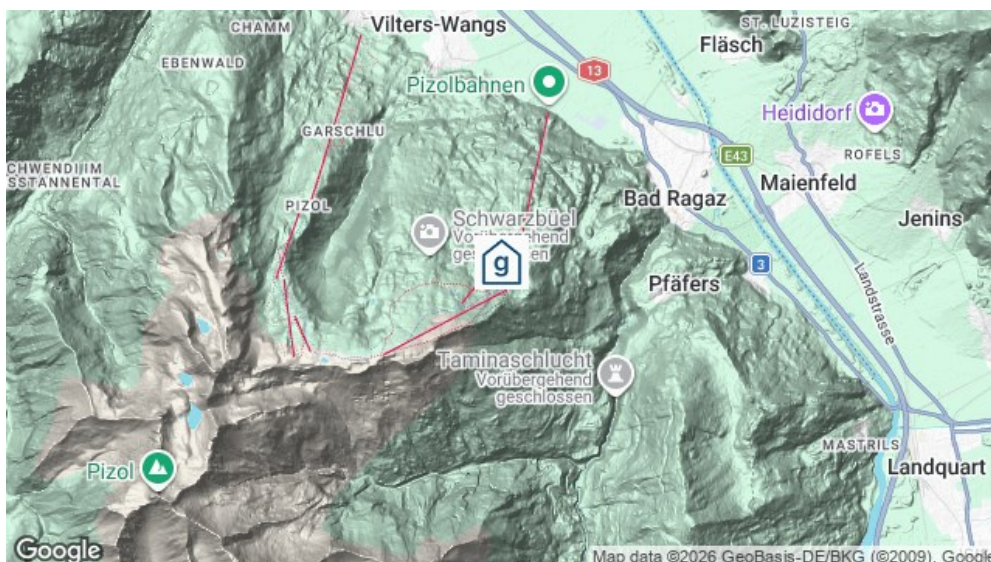 CHAMM
Vilters-Wangs
ST. LUZISTEIG
Fläsch
EBENWALD
13
Pizolbahnen
Heididorf
GARSCHLU
E43
ROFELS
CHWENDI IM
SSTANNENTAL
Maienfeld
Bad Ragaz
PIZOL
Schwarzbüel
Vorübergehend
geschlossen
Jenins
g
3
Pfäfers
Landstrasse
Taminaschlucht
Vorübergehend
geschlossen
MASTRILS
Pizol
Landquart
Google
Map data ©2026 GeoBasis-DE/BKG (©2009), Google